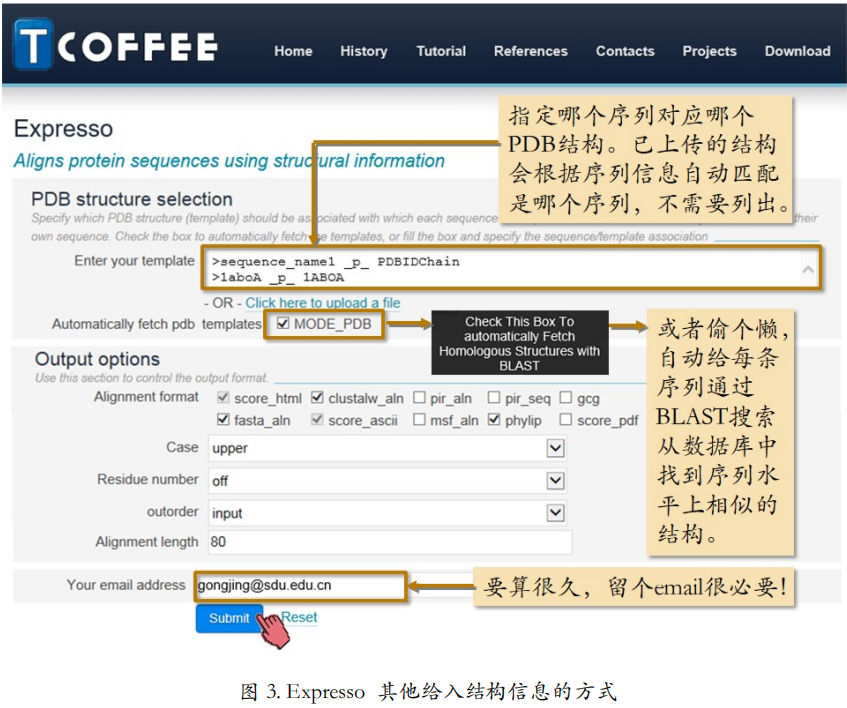 TCOFFEE
Home History Tutorial References Contacts Projects Download
Expresso
Aligns protein sequences using structural information
指定哪个序列对应哪个
PDB结构。已上传的结构
会根据序列信息自动匹配
是哪个序列，不需要列出。
PDB structure selection
Specify which PDB structure (template) should be associated with which each sequence
their
own sequence. Check the box to automatically fetch the templates, or fill the box and specify the sequence/template association
Enter your template
>sequence_name1 _p_ PDBIDChain
>1aboA _p_ 1ABOA
- OR - Click here to upload a file
Automatically fetch pdb templates MODE_PDB
Check This Box To
automatically Fetch
Homologous Structures with
BLAST
或者偷个懒，
自动给每条
序列通过
BLAST搜索
从数据库中
找到序列水
平上相似的
结构。
Output options
Use this section to control the output format.
Alignment format score_html clustalw_aln pir_aln pir_seq gcg
fasta_aln score_ascii msf_aln phylip score_pdf
Case upper
Residue number off
outorder input
Alignment length 80
Your email address gongjing@sdu.edu.cn
要算很久，留个email很必要！
Submit Reset
图 3. Expresso 其他给入结构信息的方式